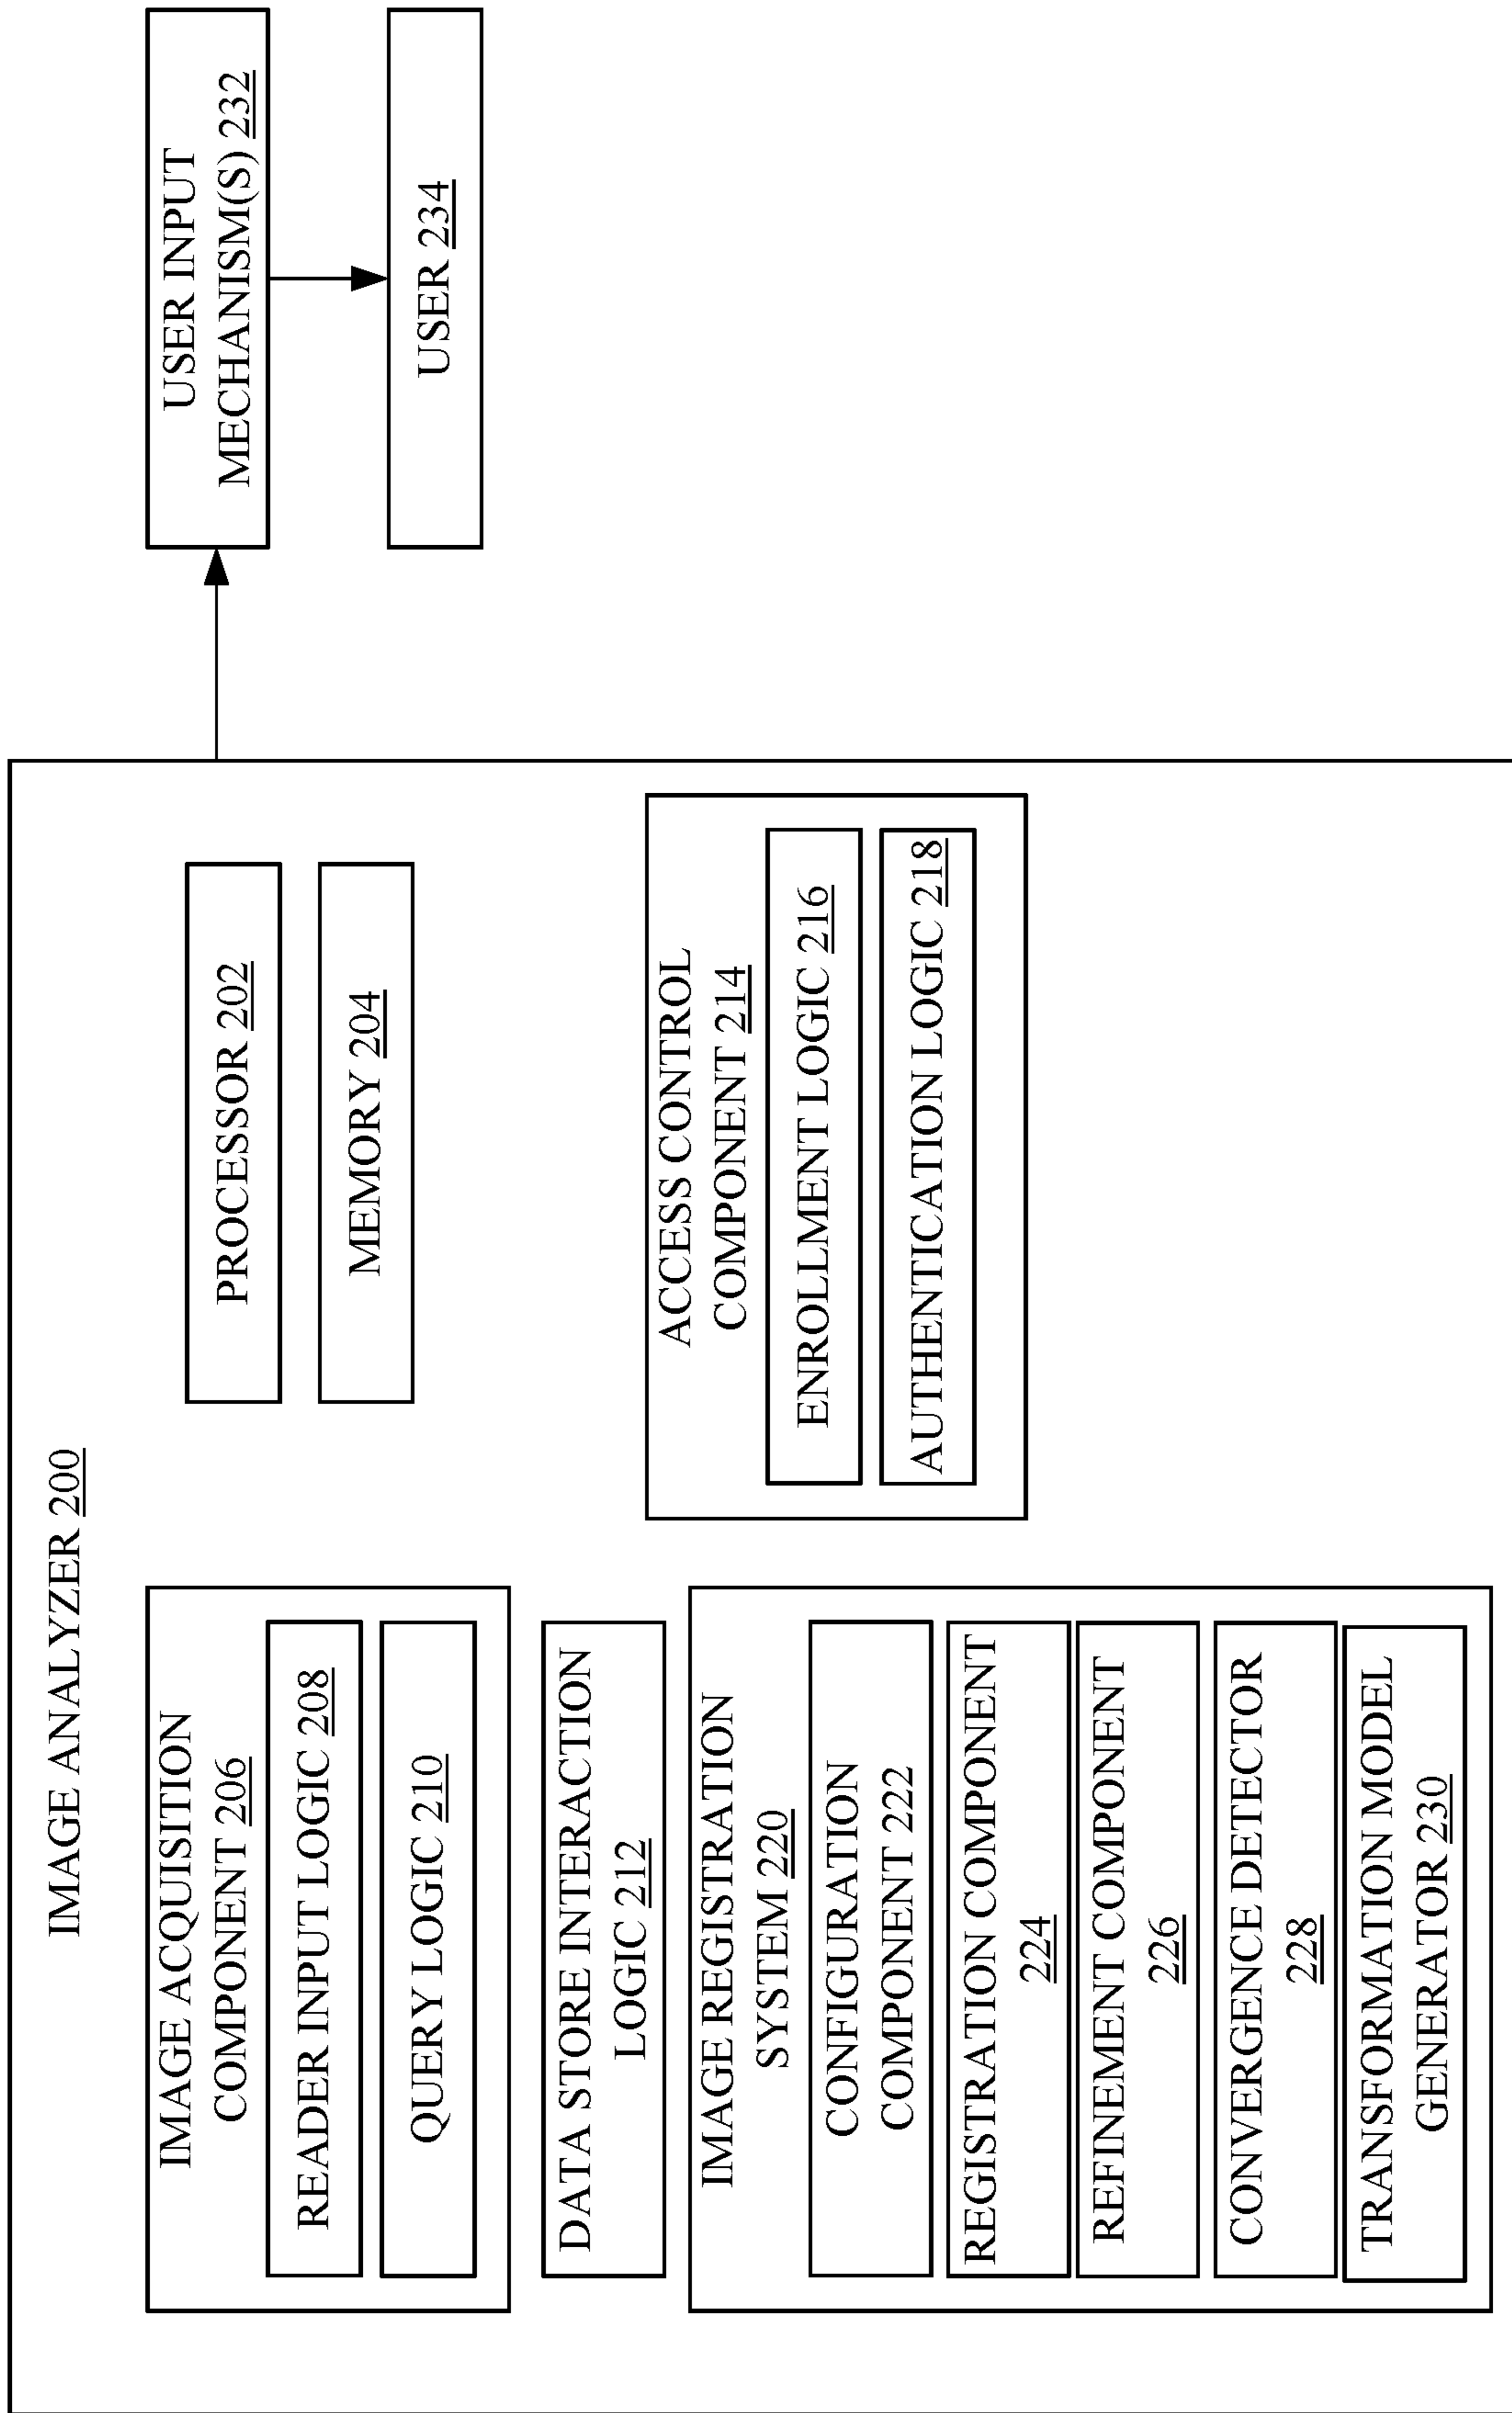 IMAGE ANALYZER 200
IMAGE ACQUISITION
COMPONENT 206
READER INPUT LOGIC 208
QUERY LOGIC 210
DATA STORE INTERACTION
LOGIC 212
IMAGE REGISTRATION
SYSTEM 220
CONFIGURATION
COMPONENT 222
REGISTRATION COMPONENT
224
REFINEMENT COMPONENT
226
CONVERGENCE DETECTOR
228
TRANSFORMATION MODEL
GENERATOR 230
PROCESSOR 202
MEMORY 204
ACCESS CONTROL
COMPONENT 214
ENROLLMENT LOGIC 216
AUTHENTICATION LOGIC 218
USER INPUT
MECHANISM(S) 232
USER 234